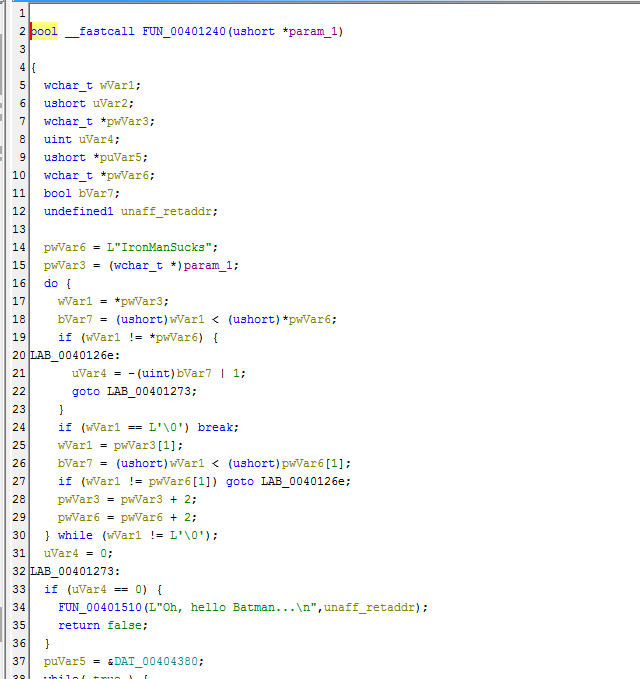 1
2 bool __fastcall FUN_00401240(ushort *param_1)
3
4 {
5 wchar_t wVar1;
6 ushort uVar2;
7 wchar_t *pwVar3;
8 uint uVar4;
9 ushort *puVar5;
10 wchar_t *pwVar6;
11 bool bVar7;
12 undefined1 unaff_retaddr;
13
14 pwVar6 = L"IronManSucks";
15 pwVar3 = (wchar_t *)param_1;
16 do {
17 wVar1 = *pwVar3;
18 bVar7 = (ushort)wVar1 < (ushort)*pwVar6;
19 if (wVar1 != *pwVar6) {
20 LAB_0040126e:
21 uVar4 = -(uint)bVar7 | 1;
22 goto LAB_00401273;
23 }
24 if (wVar1 == L'\0') break;
25 wVar1 = pwVar3[1];
26 bVar7 = (ushort)wVar1 < (ushort)pwVar6[1];
27 if (wVar1 != pwVar6[1]) goto LAB_0040126e;
28 pwVar3 = pwVar3 + 2;
29 pwVar6 = pwVar6 + 2;
30 } while (wVar1 != L'\0');
31 uVar4 = 0;
32 LAB_00401273:
33 if (uVar4 == 0) {
34 FUN_00401510(L"Oh, hello Batman...\n",unaff_retaddr);
35 return false;
36 }
37 puVar5 = &DAT_00404380;
38 while( true ) {